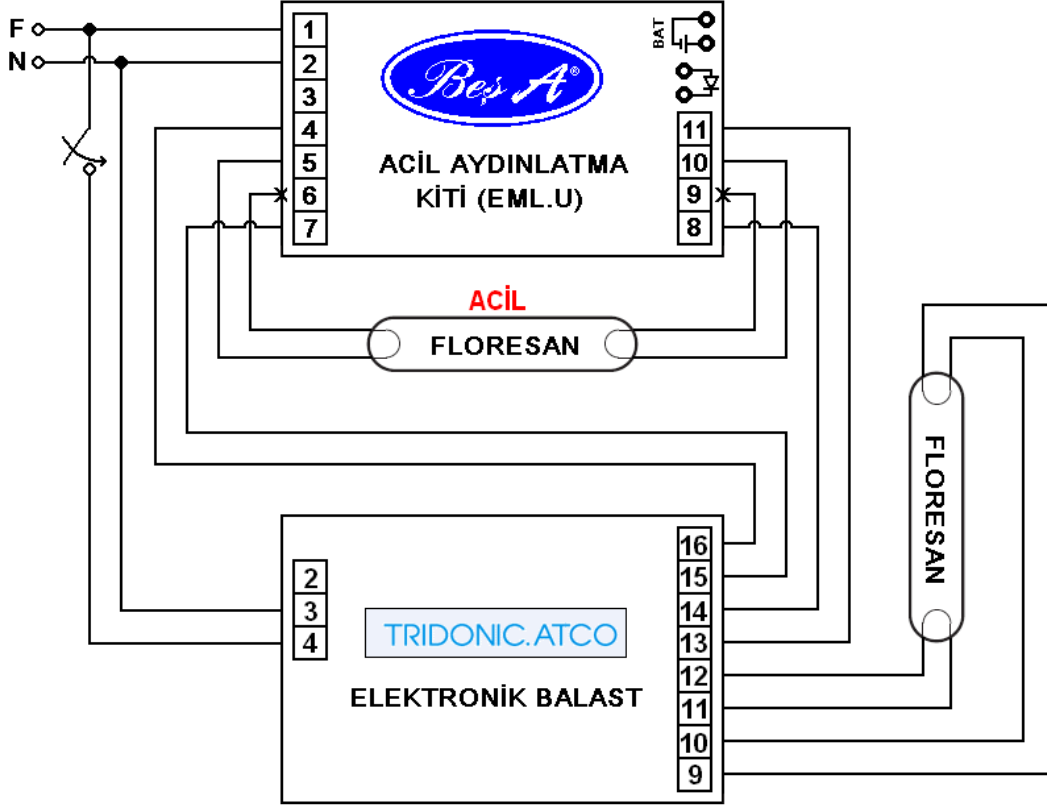 F
N
1
2
3
4
5
6
7
Beş A®
ACİL AYDINLATMA
KİTİ (EML.U)
BAT
11
10
9
8
ACİL
FLORESAN
FLORESAN
2
3
4
TRIDONIC.ATCO
ELEKTRONİK BALAST
16
15
14
13
12
11
10
9